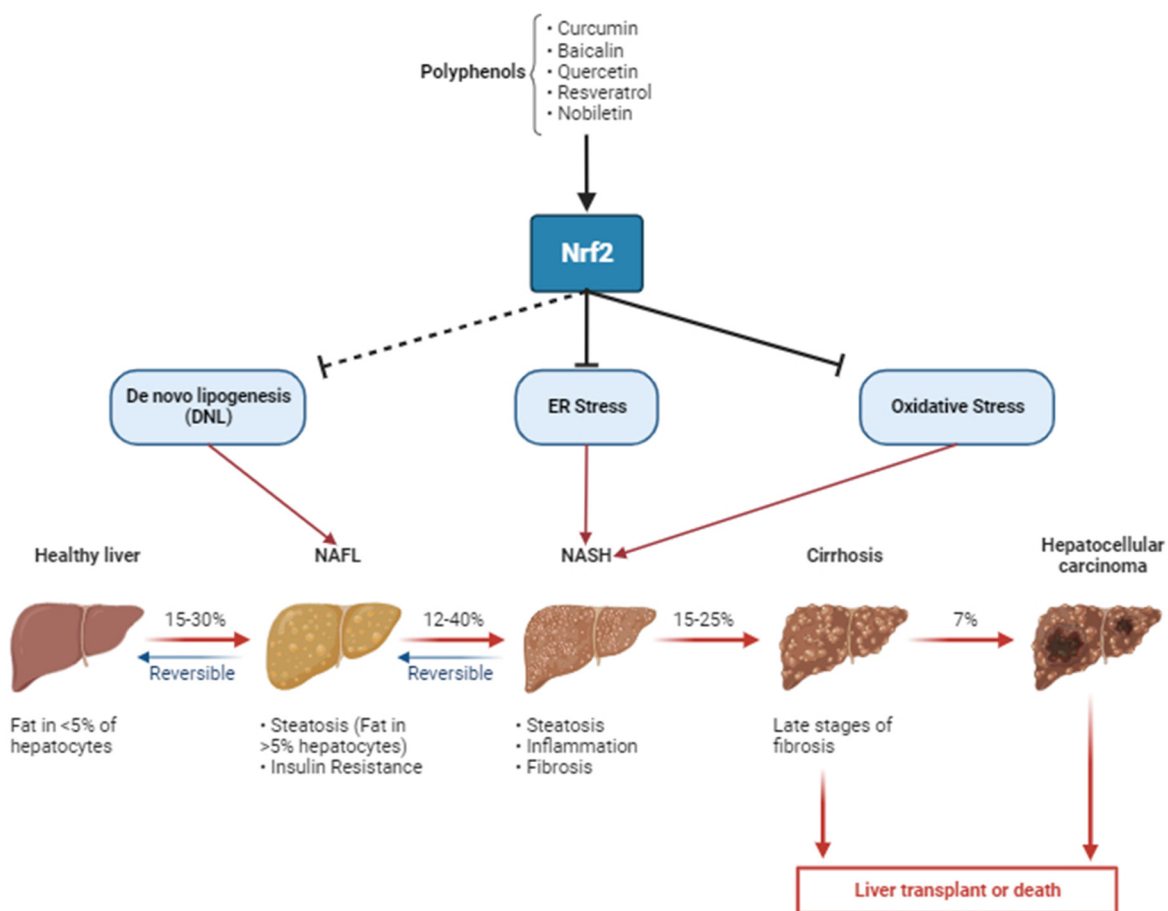 Polyphenols
• Curcumin
• Baicalin
• Quercetin
• Resveratrol
• Nobiletin
Nrf2
De novo lipogenesis
(DNL)
ER Stress
Oxidative Stress
Healthy liver
NAFL
NASH
Cirrhosis
Hepatocellular
carcinoma
15-30%
Reversible
12-40%
Reversible
15-25%
7%
Fat in <5% of
hepatocytes
• Steatosis (Fat in
>5% hepatocytes)
• Insulin Resistance
• Steatosis
• Inflammation
• Fibrosis
Late stages of
fibrosis
Liver transplant or death